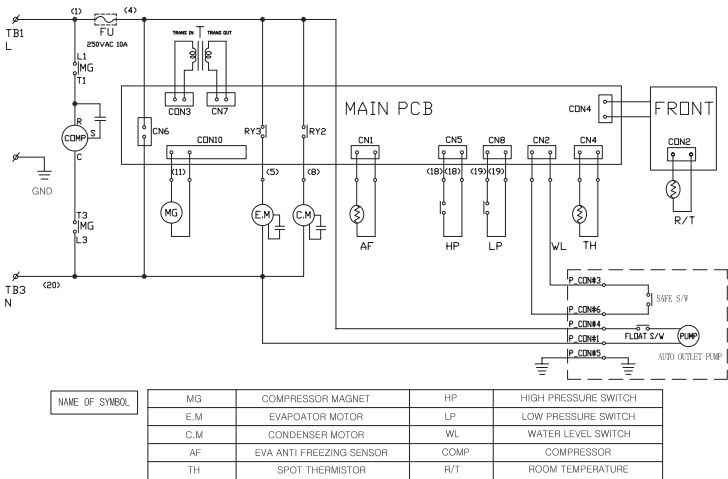 (1)
(4)
TB1
L
FU
250VAC 10A
TRANS IN
T
TRANS OUT
L1
MG
T1
CON3
CN7
MAIN PCB
CON4
FRONT
R
COMP
S
C
CN6
CON10
RY3
RY2
CN1
CN5
CN8
CN2
CN4
CON2
GND
(11)
(5)
(8)
(18)
(18)
(19)
(19)
MG
E.M
C.M
AF
HP
LP
WL
TH
R/T
T3
MG
L3
TB3
N
(20)
P_CON#3
SAFE S/W
P_CON#6
P_CON#4
FLOAT S/W
PUMP
P_CON#1
AUTO OUTLET PUMP
P_CON#5
NAME OF SYMBOL
MG COMPRESSOR MAGNET HP HIGH PRESSURE SWITCH
E.M EVAPOATOR MOTOR LP LOW PRESSURE SWITCH
C.M CONDENSER MOTOR WL WATER LEVEL SWITCH
AF EVA ANTI FREEZING SENSOR COMP COMPRESSOR
TH SPOT THERMISTOR R/T ROOM TEMPERATURE